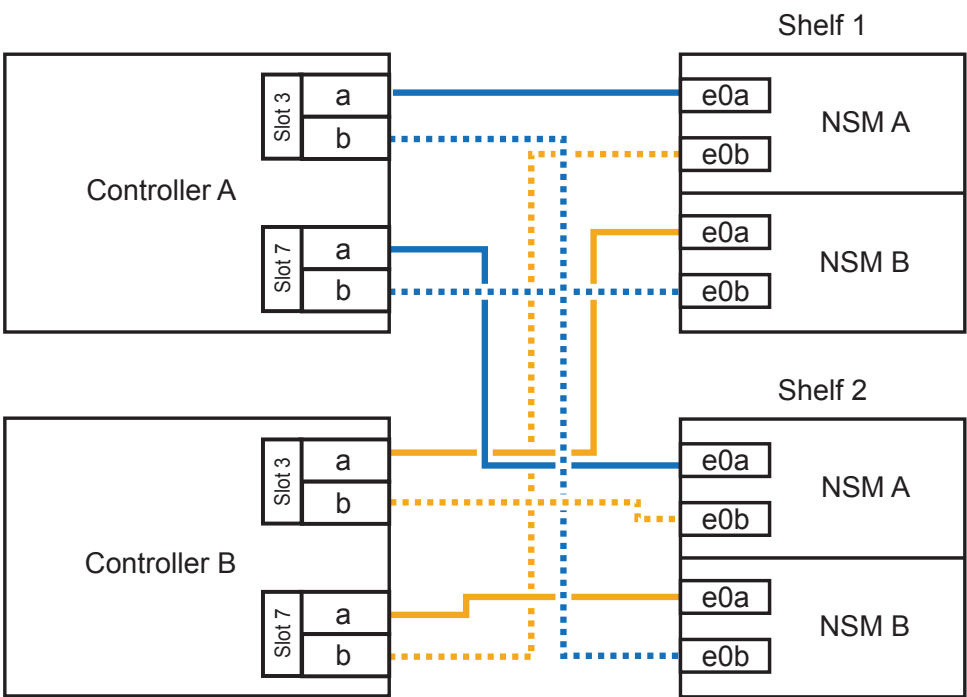 Shelf 1
Controller A
Slot 3
a
b
Slot 7
a
b
e0a
e0b
NSM A
e0a
e0b
NSM B
Shelf 2
Controller B
Slot 3
a
b
Slot 7
a
b
e0a
e0b
NSM A
e0a
e0b
NSM B